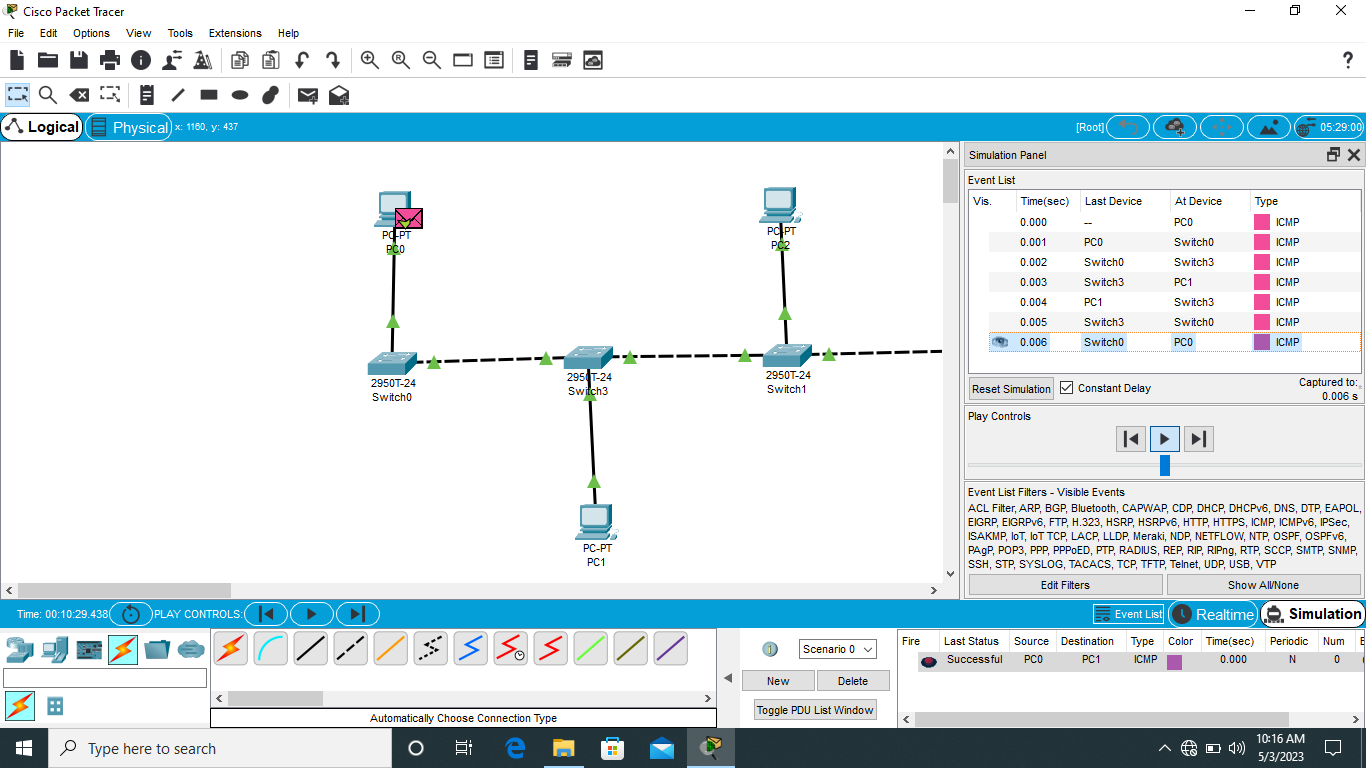 Cisco Packet Tracer
File Edit Options View Tools Extensions Help
?
Logical Physical x: 1160, y: 437 [Root] 05:29:00
PC-PT
PC0
PC-PT
PC2
2950T-24
Switch0
2950T-24
Switch3
2950T-24
Switch1
PC-PT
PC1
Simulation Panel
Event List
Vis. Time(sec) Last Device At Device Type
0.000 -- PC0 ICMP
0.001 PC0 Switch0 ICMP
0.002 Switch0 Switch3 ICMP
0.003 Switch3 PC1 ICMP
0.004 PC1 Switch3 ICMP
0.005 Switch3 Switch0 ICMP
0.006 Switch0 PC0 ICMP
Reset Simulation Constant Delay Captured to:
0.006 s
Play Controls
Event List Filters - Visible Events
ACL Filter, ARP, BGP, Bluetooth, CAPWAP, CDP, DHCP, DHCPv6, DNS, DTP, EAPOL,
EIGRP, EIGRPv6, FTP, H.323, HSRP, HSRPv6, HTTP, HTTPS, ICMP, ICMPv6, IPSec,
ISAKMP, IoT, IoT TCP, LACP, LLDP, Meraki, NDP, NETFLOW, NTP, OSPF, OSPFv6,
PAgP, POP3, PPP, PPPoED, PTP, RADIUS, REP, RIP, RIPng, RTP, SCCP, SMTP, SNMP,
SSH, STP, SYSLOG, TACACS, TCP, TFTP, Telnet, UDP, USB, VTP
Edit Filters Show All/None
Time: 00:10:29.438 PLAY CONTROLS: Event List Realtime Simulation
Automatically Choose Connection Type
Scenario 0
New Delete
Toggle PDU List Window
Fire Last Status Source Destination Type Color Time(sec) Periodic Num
Successful PC0 PC1 ICMP 0.000 N 0
Type here to search
10:16 AM
5/3/2023